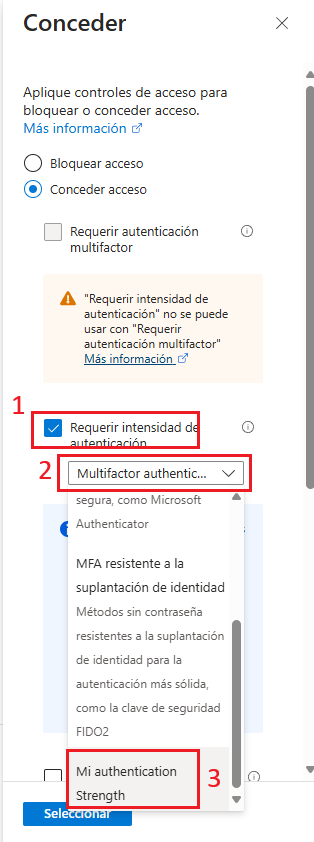 Conceder
Aplique controles de acceso para
bloquear o conceder acceso.
Más información
Bloquear acceso
Conceder acceso
Requerir autenticación
multifactor
"Requerir intensidad de
autenticación" no se puede
usar con "Requerir
autenticación multifactor"
Más información
1
Requerir intensidad de
autenticación
2
Multifactor authentic...
segura, como Microsoft
Authenticator
MFA resistente a la
suplantación de identidad
Métodos sin contraseña
resistentes a la suplantación
de identidad para la
autenticación más sólida,
como la clave de seguridad
FIDO2
Mi authentication
Strength
3
Seleccionar